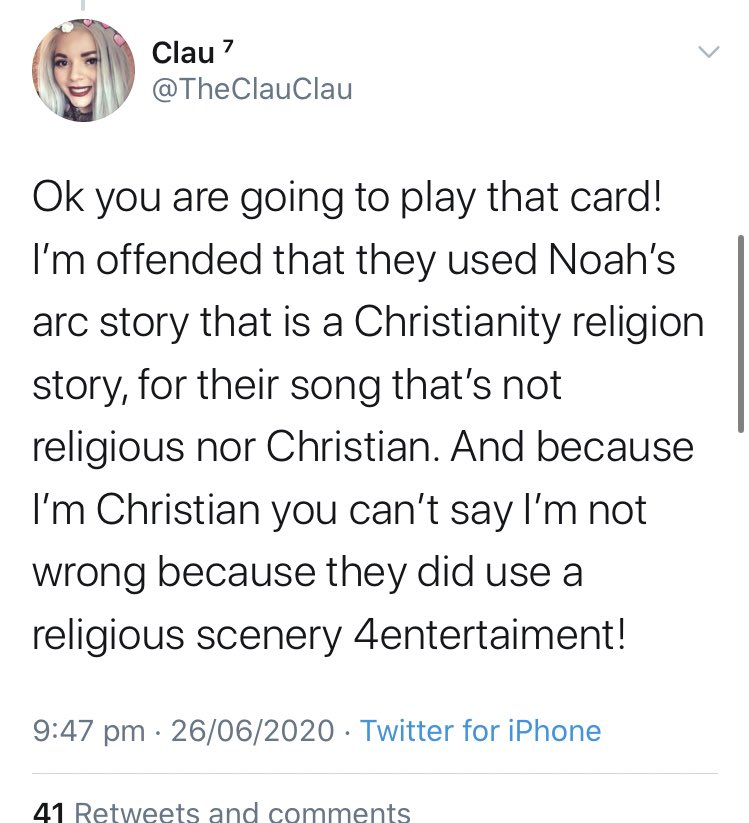 Clau ⁷
@TheClauClau
Ok you are going to play that card!
I’m offended that they used Noah’s
arc story that is a Christianity religion
story, for their song that’s not
religious nor Christian. And because
I’m Christian you can’t say I’m not
wrong because they did use a
religious scenery 4entertaiment!
9:47 pm · 26/06/2020 · Twitter for iPhone
41 Retweets and comments